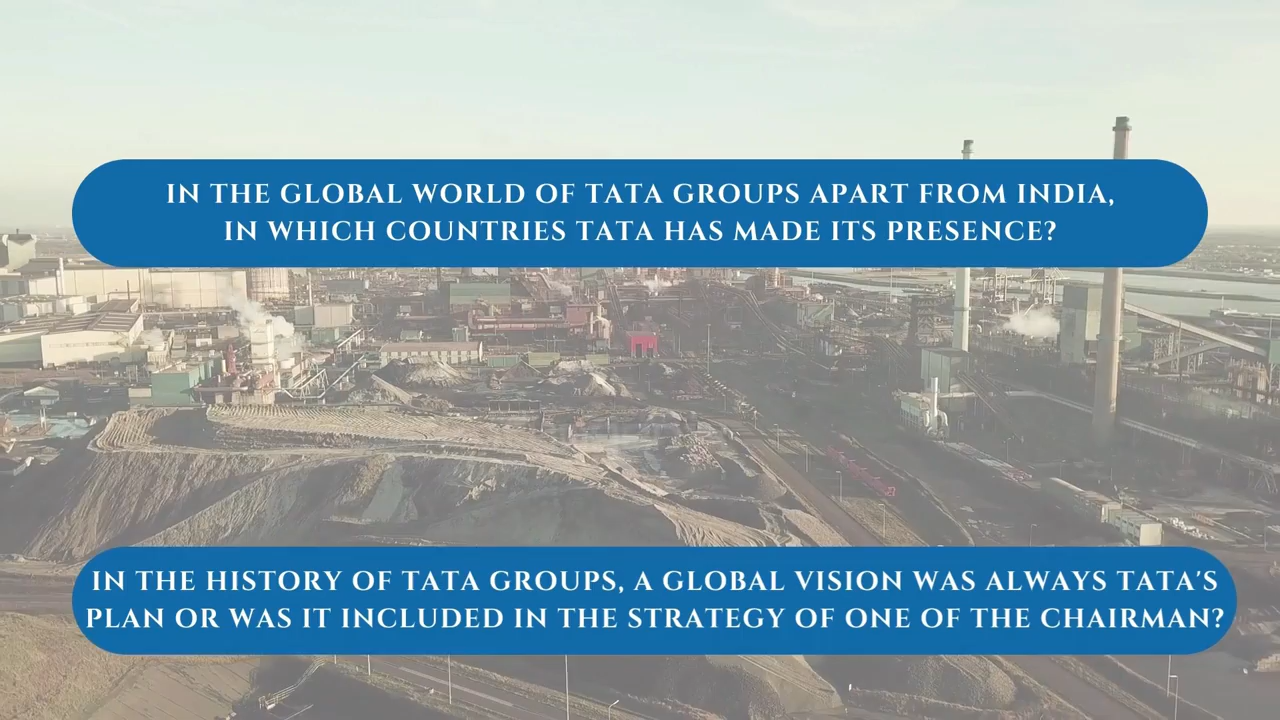 IN THE GLOBAL WORLD OF TATA GROUPS APART FROM INDIA,
IN WHICH COUNTRIES TATA HAS MADE ITS PRESENCE?
IN THE HISTORY OF TATA GROUPS, A GLOBAL VISION WAS ALWAYS TATA'S
PLAN OR WAS IT INCLUDED IN THE STRATEGY OF ONE OF THE CHAIRMAN?